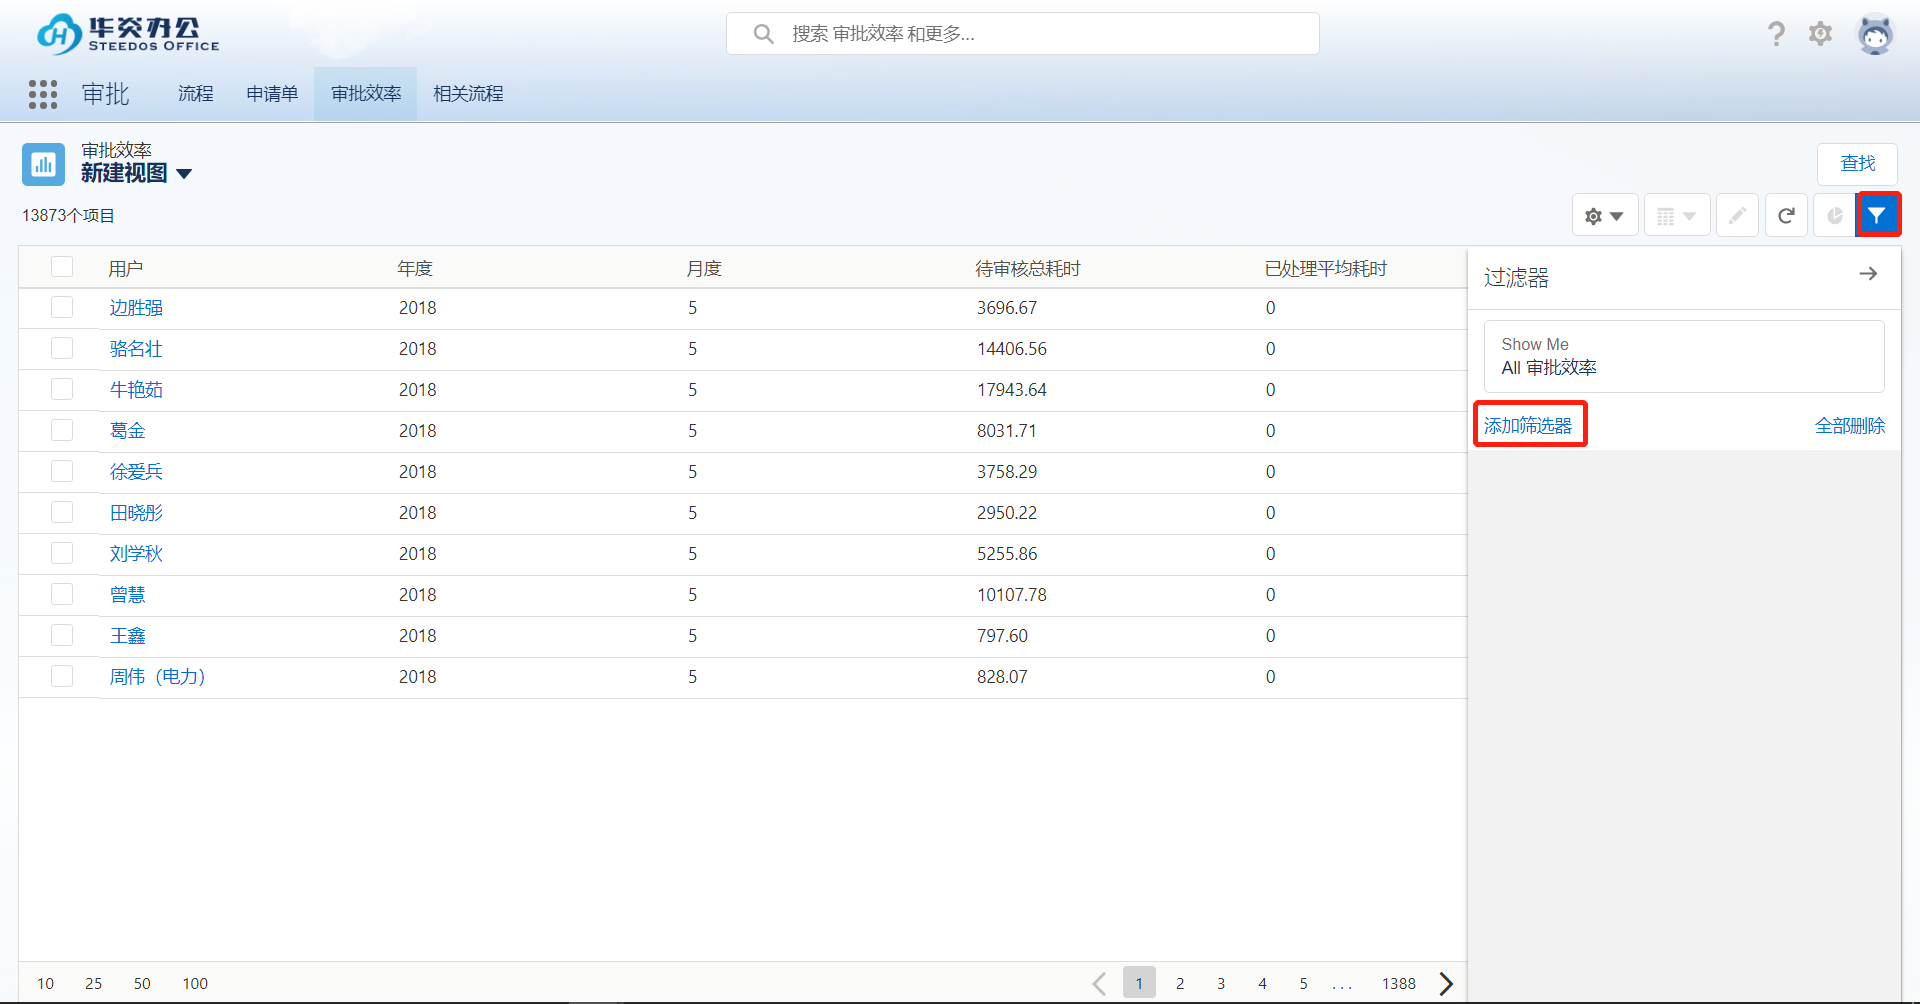 华炎办公
STEEDOS OFFICE
搜索 审批效率 和更多...
审批
流程
申请单
审批效率
相关流程
审批效率
新建视图
查找
13873个项目
用户 年度 月度 待审核总耗时 已处理平均耗时
边胜强 2018 5 3696.67 0
骆名壮 2018 5 14406.56 0
牛艳茹 2018 5 17943.64 0
葛金 2018 5 8031.71 0
徐爱兵 2018 5 3758.29 0
田晓彤 2018 5 2950.22 0
刘学秋 2018 5 5255.86 0
曾慧 2018 5 10107.78 0
王鑫 2018 5 797.60 0
周伟（电力） 2018 5 828.07 0
过滤器
Show Me
All 审批效率
添加筛选器
全部删除
10 25 50 100
1 2 3 4 5 ... 1388